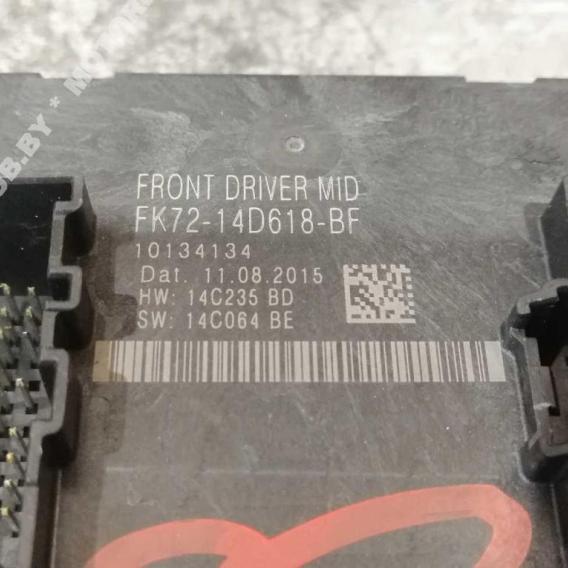 FRONT DRIVER MID
FK72-14D618-BF
10134134
Dat. 11.08.2015
HW: 14C235 BD
SW: 14C064 BE